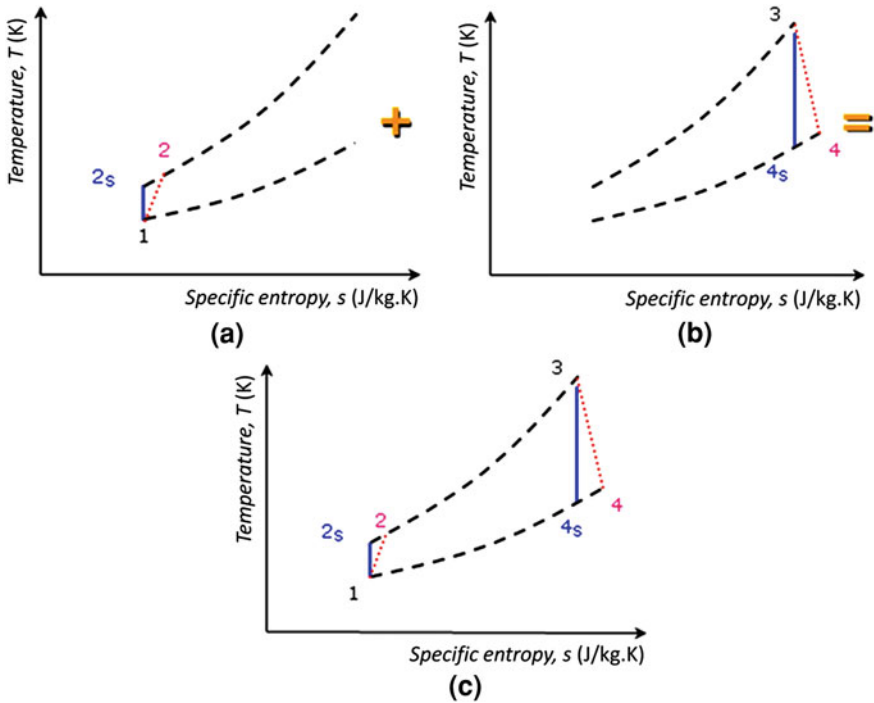 Temperature, T (K)
2s
2
1
Specific entropy, s (J/kg.K)
(a)
+
Temperature, T (K)
3
4s
4
Specific entropy, s (J/kg.K)
(b)
=
Temperature, T (K)
3
2s
2
1
4s
4
Specific entropy, s (J/kg.K)
(c)